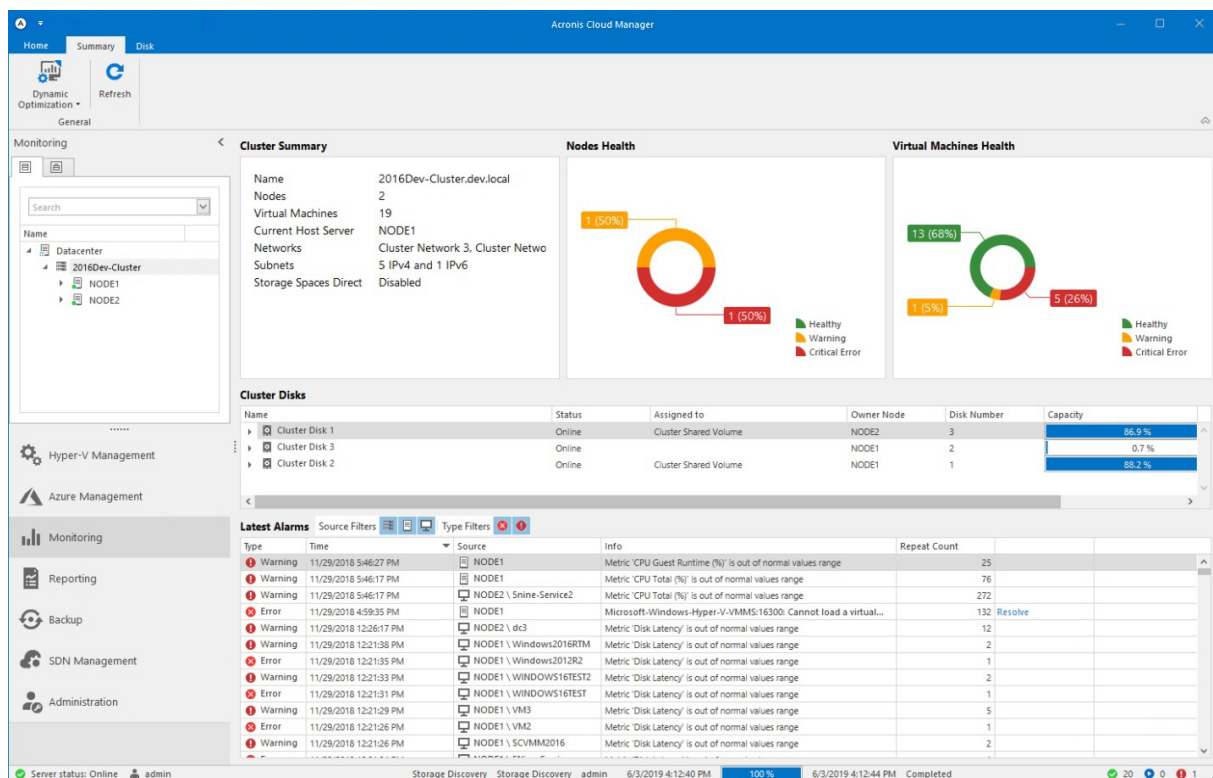 Acronis Cloud Manager
Home Summary Disk
Dynamic Optimization
Refresh
General
Monitoring
Search
Name
Datacenter
2016Dev-Cluster
NODE1
NODE2
Hyper-V Management
Azure Management
Monitoring
Reporting
Backup
SDN Management
Administration
Cluster Summary
Name 2016Dev-Cluster.dev.local
Nodes 2
Virtual Machines 19
Current Host Server NODE1
Networks Cluster Network 3, Cluster Netwo
Subnets 5 IPv4 and 1 IPv6
Storage Spaces Direct Disabled
Nodes Health
1 (50%)
1 (50%)
Healthy
Warning
Critical Error
Virtual Machines Health
13 (68%)
1 (5%)
5 (26%)
Healthy
Warning
Critical Error
Cluster Disks
Name Status Assigned to Owner Node Disk Number Capacity
Cluster Disk 1 Online Cluster Shared Volume NODE2 3 86.9 %
Cluster Disk 3 Online NODE1 2 0.7 %
Cluster Disk 2 Online Cluster Shared Volume NODE1 1 88.2 %
Latest Alarms Source Filters Type Filters
Type Time Source Info Repeat Count
Warning 11/29/2018 5:46:27 PM NODE1 Metric 'CPU Guest Runtime (%)' is out of normal values range 25
Warning 11/29/2018 5:46:17 PM NODE1 Metric 'CPU Total (%)' is out of normal values range 76
Warning 11/29/2018 5:46:17 PM NODE2 \ 5nine-Service2 Metric 'CPU Total (%)' is out of normal values range 272
Error 11/29/2018 4:59:35 PM NODE1 Microsoft-Windows-Hyper-V-VMMS:16300: Cannot load a virtual... 132 Resolve
Warning 11/29/2018 12:26:17 PM NODE2 \ dc3 Metric 'Disk Latency' is out of normal values range 12
Warning 11/29/2018 12:21:38 PM NODE1 \ Windows2016RTM Metric 'Disk Latency' is out of normal values range 2
Error 11/29/2018 12:21:35 PM NODE1 \ Windows2012R2 Metric 'Disk Latency' is out of normal values range 1
Warning 11/29/2018 12:21:33 PM NODE1 \ WINDOWS16TEST2 Metric 'Disk Latency' is out of normal values range 2
Error 11/29/2018 12:21:31 PM NODE1 \ WINDOWS16TEST Metric 'Disk Latency' is out of normal values range 1
Warning 11/29/2018 12:21:29 PM NODE1 \ VM3 Metric 'Disk Latency' is out of normal values range 5
Error 11/29/2018 12:21:26 PM NODE1 \ VM2 Metric 'Disk Latency' is out of normal values range 1
Warning 11/29/2018 12:21:26 PM NODE1 \ SCVMM2016 Metric 'Disk Latency' is out of normal values range 2
Server status: Online admin Storage Discovery Storage Discovery admin 6/3/2019 4:12:40 PM 100 % 6/3/2019 4:12:44 PM Completed 20 0 1